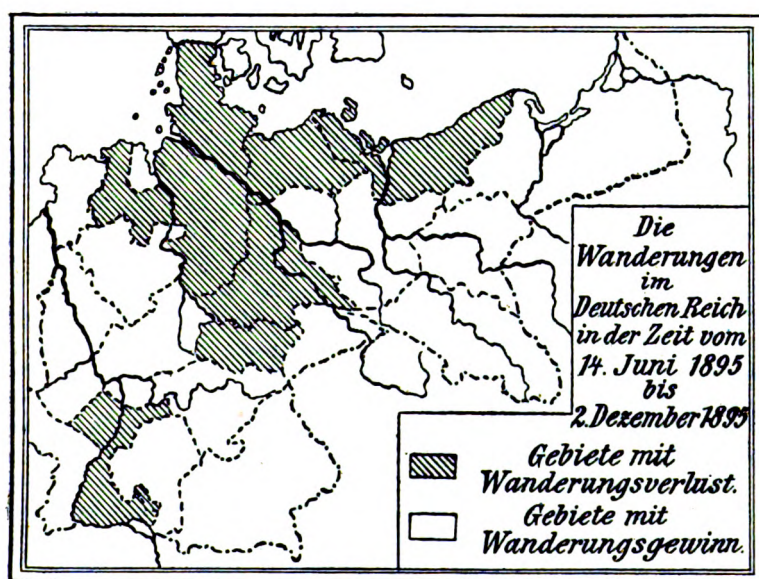 Die
Wanderungen
im
Deutschen Reich
in der Zeit vom
14. Juni 1895
bis
2. Dezember 1895
Gebiete mit
Wanderungsverlust.
Gebiete mit
Wanderungsgewinn.